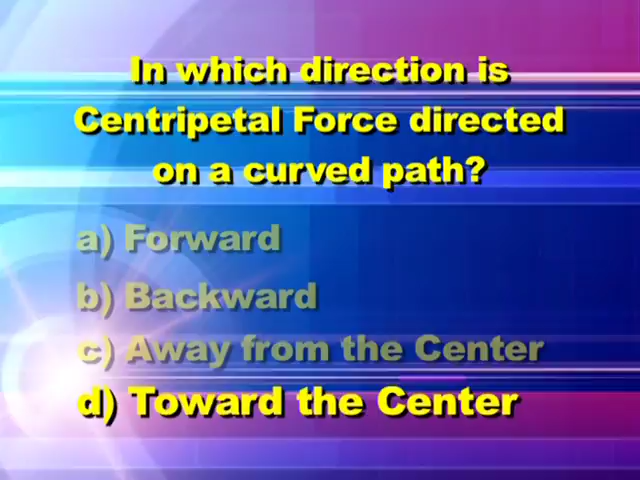 In which direction is
Centripetal Force directed
on a curved path?
a) Forward
b) Backward
c) Away from the Center
d) Toward the Center